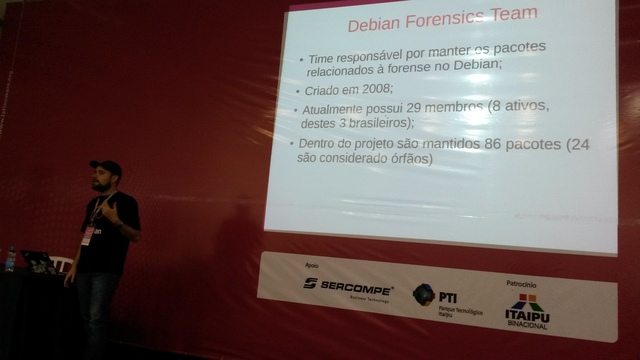 Debian Forensics Team
• Time responsável por manter os pacotes
relacionados à forense no Debian;
• Criado em 2008;
• Atualmente possui 29 membros (8 ativos,
destes 3 brasileiros);
• Dentro do projeto são mantidos 86 pacotes (24
são considerado órfãos)
Apoio
Patrocínio
SERCOMPE
Business Technology
PTI
Parque Tecnológico
Itaipu
ITAIPU
BINACIONAL